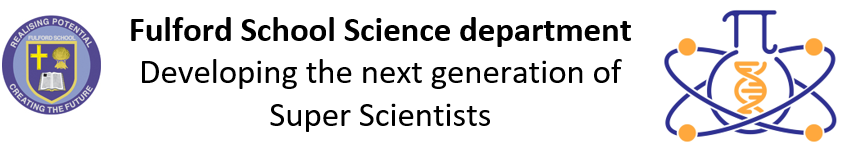 REALISING POTENTIAL
FULFORD SCHOOL
CREATING THE FUTURE
Fulford School Science department
Developing the next generation of
Super Scientists
π